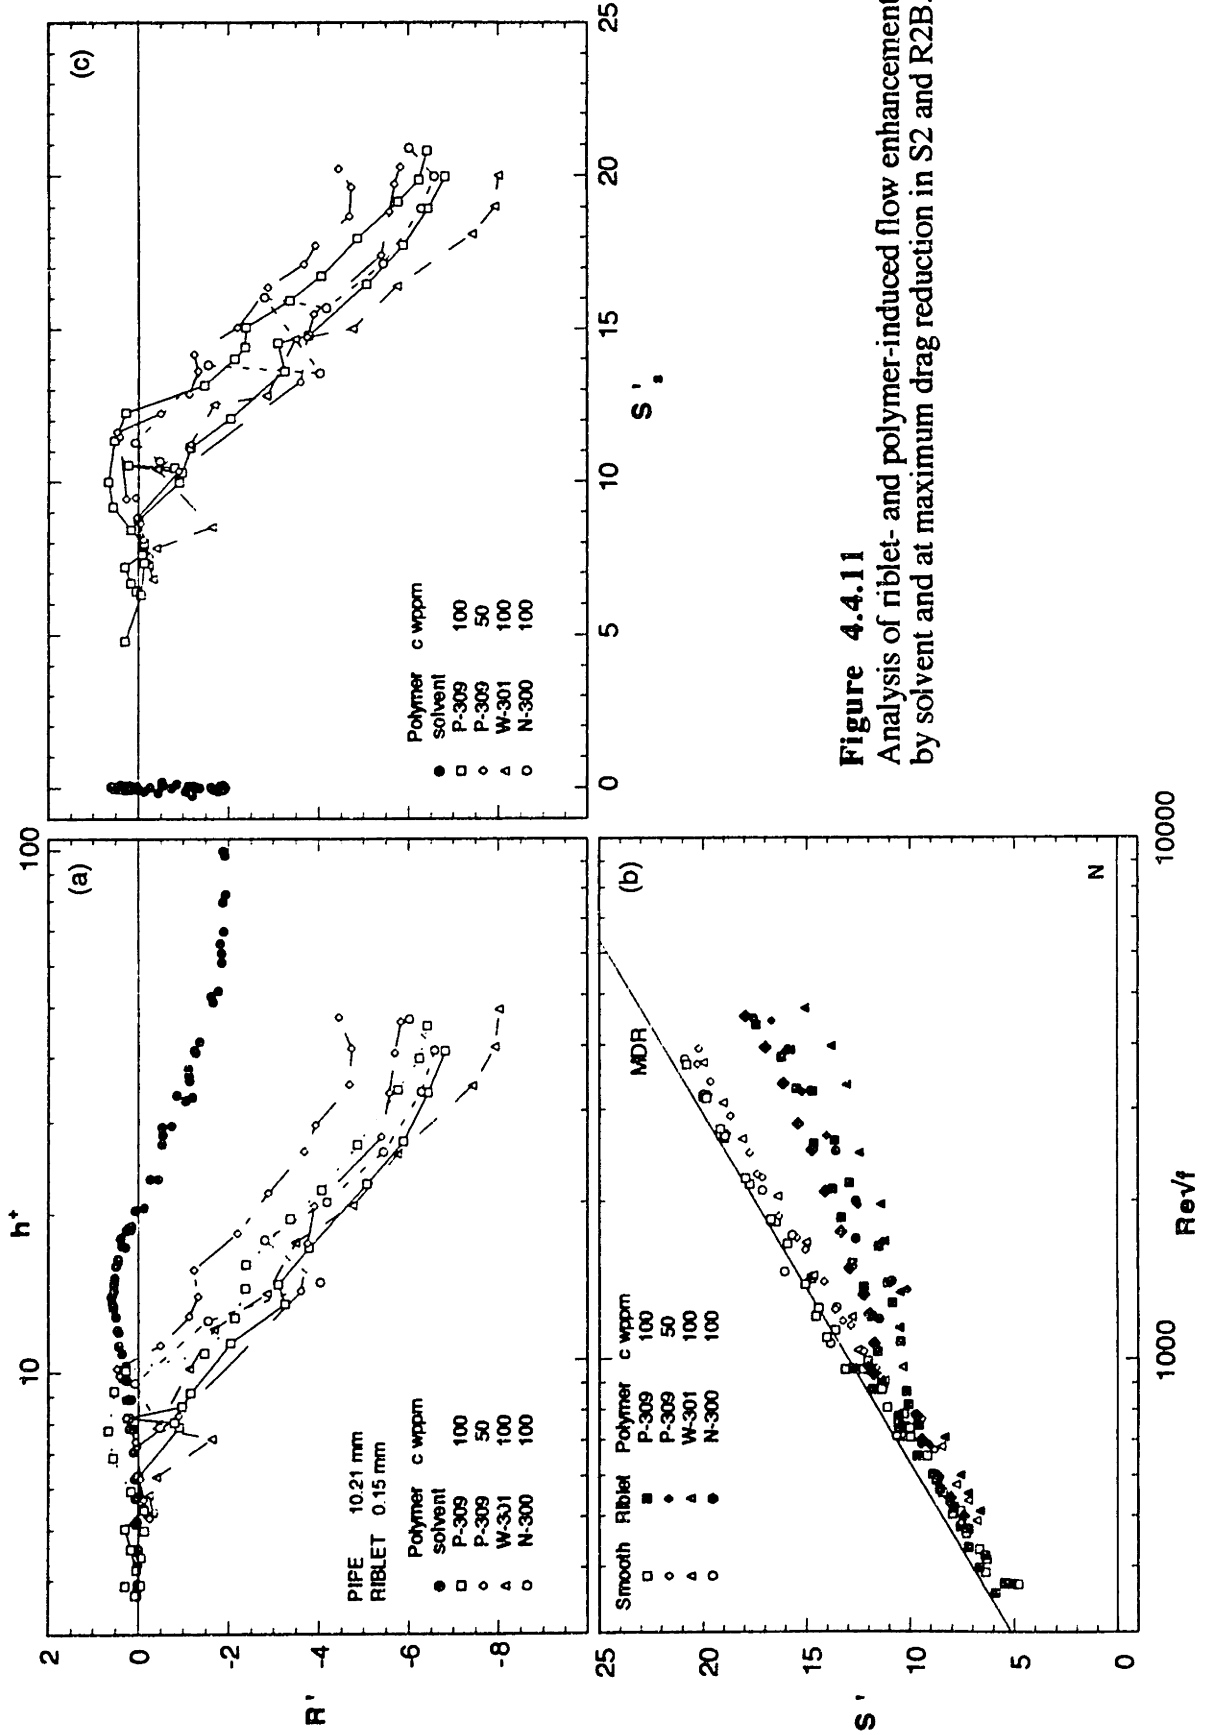 h⁺
10
100
2
0
-2
-4
-6
-8
R '
(a)
PIPE 10.21 mm
RIBLET 0.15 mm
Polymer c wppm
● solvent
□ P-309 100
◇ P-309 50
△ W-301 100
○ N-300 100
(c)
Polymer c wppm
● solvent
□ P-309 100
◇ P-309 50
△ W-301 100
○ N-300 100
0
5
10
15
20
25
S'ₛ
25
20
15
10
5
0
S '
(b)
MDR
Smooth Riblet Polymer c wppm
□ ■ P-309 100
◇ ◆ P-309 50
△ ▲ W-301 100
○ ● N-300 100
N
1000
10000
Re√f
Figure 4.4.11
Analysis of riblet- and polymer-induced flow enhancement
by solvent and at maximum drag reduction in S2 and R2B.